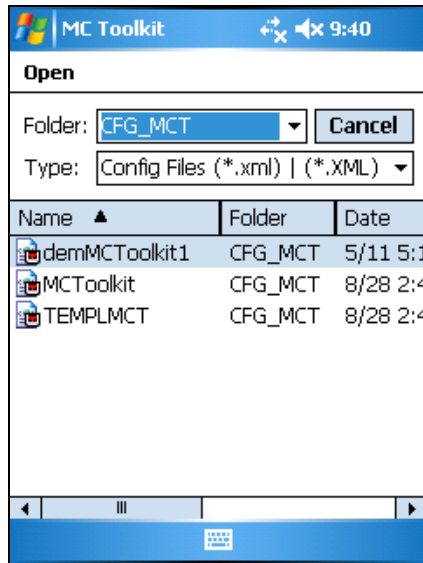 MC Toolkit 9:40
Open
Folder: CFG_MCT Cancel
Type: Config Files (*.xml) | (*.XML)
Name Folder Date
demMCToolkit1 CFG_MCT 5/11 5:1
MCToolkit CFG_MCT 8/28 2:4
TEMPLMCT CFG_MCT 8/28 2:4